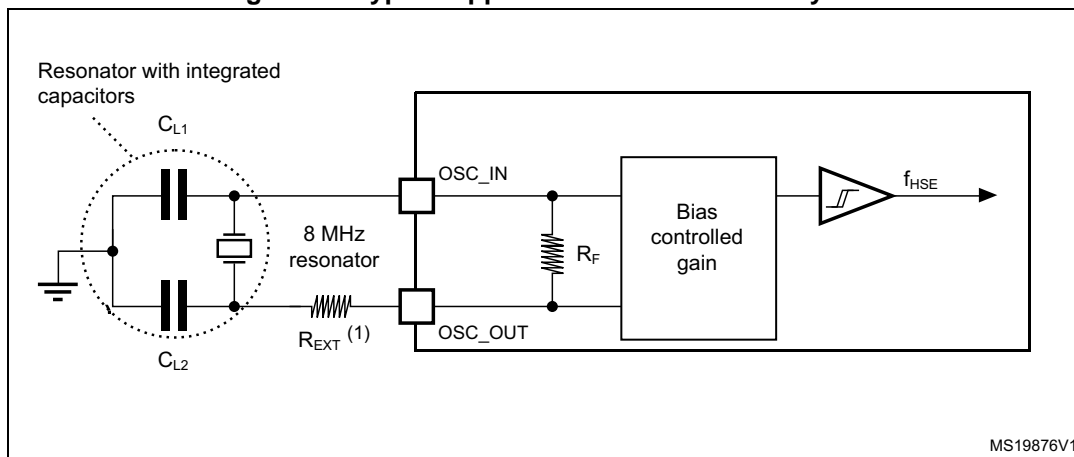 Resonator with integrated
capacitors
CL1
OSC_IN
fHSE
8 MHz
resonator
RF
Bias
controlled
gain
REXT (1)
OSC_OUT
CL2
MS19876V1